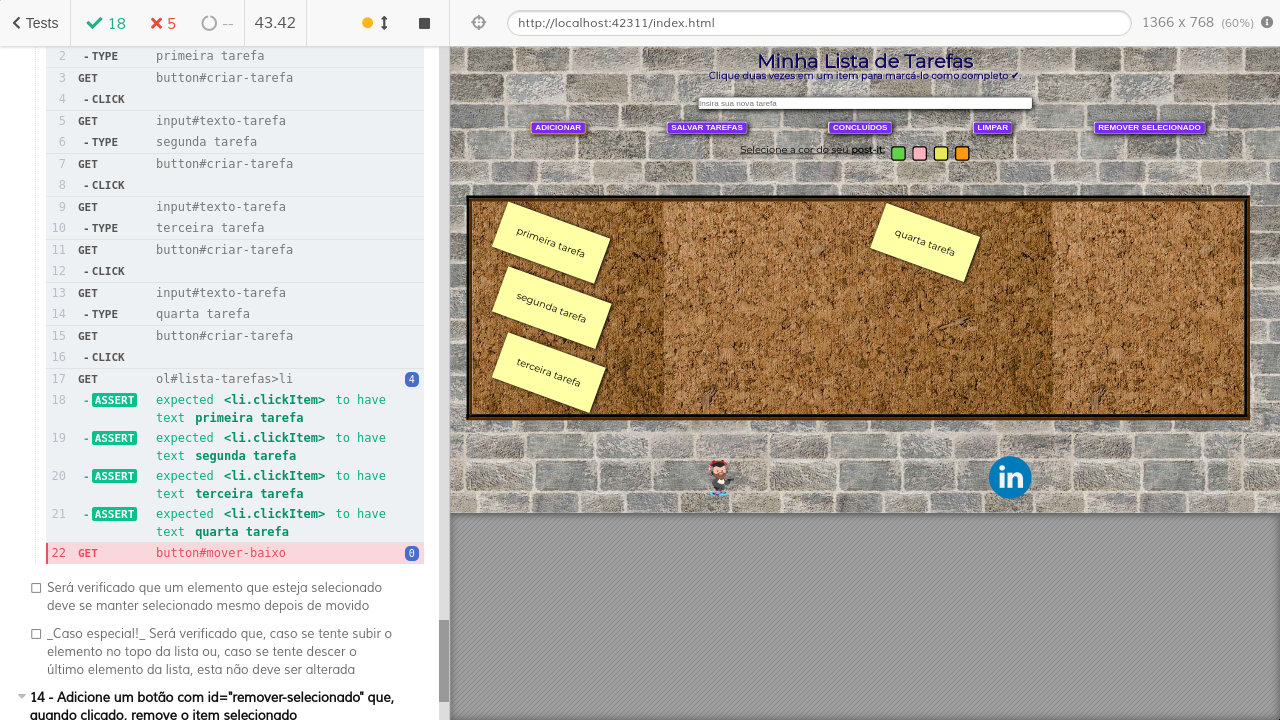 Tests
18
5
--
43.42
http://localhost:42311/index.html
1366 x 768 (60%)
2 - TYPE primeira tarefa
3 GET button#criar-tarefa
4 - CLICK
5 GET input#texto-tarefa
6 - TYPE segunda tarefa
7 GET button#criar-tarefa
8 - CLICK
9 GET input#texto-tarefa
10 - TYPE terceira tarefa
11 GET button#criar-tarefa
12 - CLICK
13 GET input#texto-tarefa
14 - TYPE quarta tarefa
15 GET button#criar-tarefa
16 - CLICK
17 GET ol#lista-tarefas>li 4
18 - ASSERT expected <li.clickItem> to have
text primeira tarefa
19 - ASSERT expected <li.clickItem> to have
text segunda tarefa
20 - ASSERT expected <li.clickItem> to have
text terceira tarefa
21 - ASSERT expected <li.clickItem> to have
text quarta tarefa
22 GET button#mover-baixo 0
Será verificado que um elemento que esteja selecionado
deve se manter selecionado mesmo depois de movido
_Caso especial!_ Será verificado que, caso se tente subir o
elemento no topo da lista ou, caso se tente descer o
último elemento da lista, esta não deve ser alterada
14 - Adicione um botão com id="remover-selecionado" que,
quando clicado, remove o item selecionado
Minha Lista de Tarefas
Clique duas vezes em um item para marcá-lo como completo ✔.
Insira sua nova tarefa
ADICIONAR
SALVAR TAREFAS
CONCLUÍDOS
LIMPAR
REMOVER SELECIONADO
Selecione a cor do seu post-it:
primeira tarefa
segunda tarefa
terceira tarefa
quarta tarefa
in